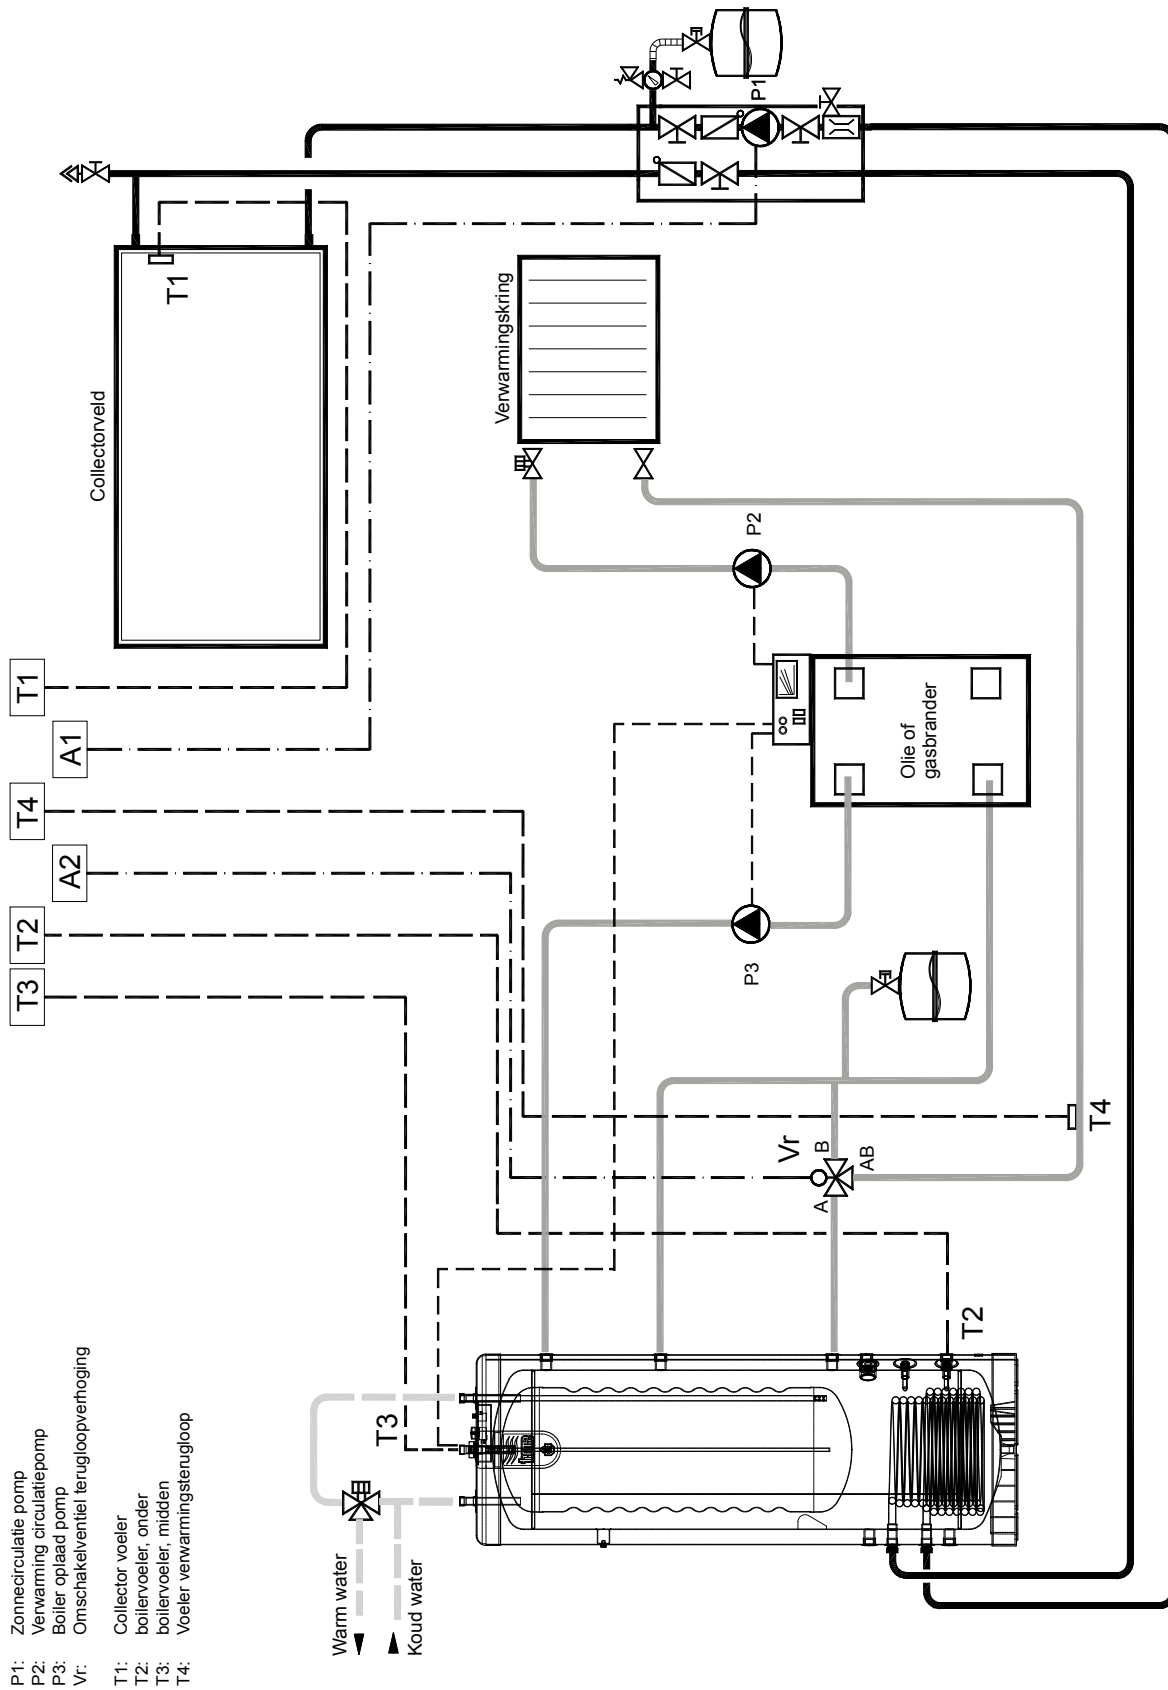 P1: Zonnecirculatie pomp
P2: Verwarming circulatiepomp
P3: Boiler oplaad pomp
Vr: Omschakelventiel terugloopverhoging
T1: Collector voeler
T2: boilervoeler, onder
T3: boilervoeler, midden
T4: Voeler verwarmingsterugloop
T3
T2
A2
T4
A1
T1
Collectorveld
T1
P1
Verwarmingskring
P2
P3
Olie of
gasbrander
Vr
A
B
AB
T4
T3
T2
Warm water
Koud water